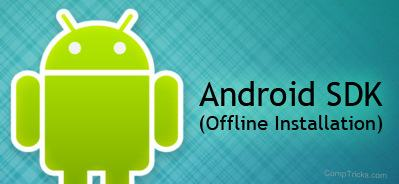 Android SDK
(Offline Installation)
CompTricks.com